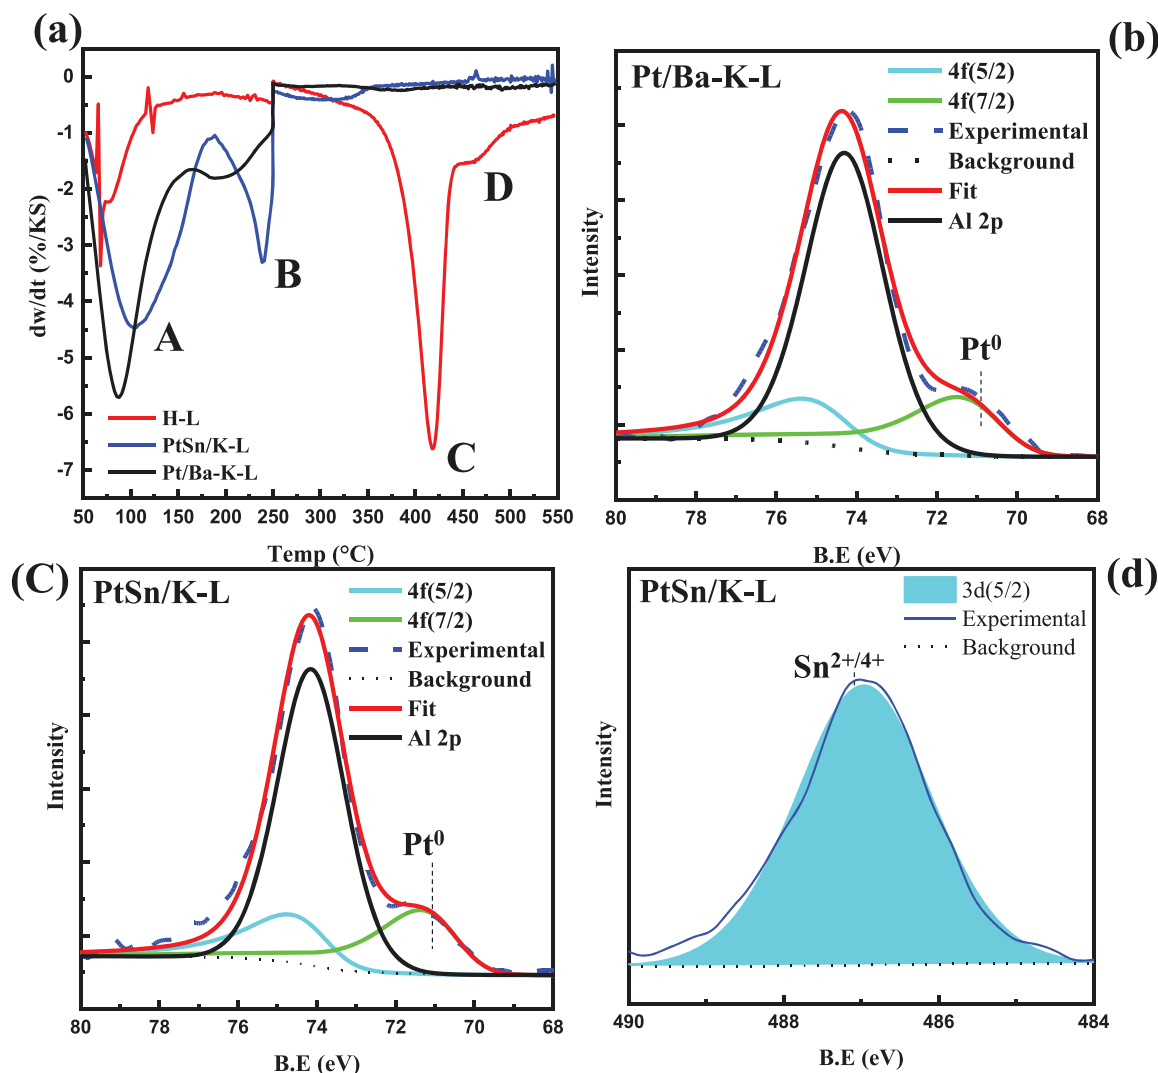 (a)
0
-1
-2
-3
-4
-5
-6
-7
dw/dt (%/KS)
A
B
C
D
H-L
PtSn/K-L
Pt/Ba-K-L
50 100 150 200 250 300 350 400 450 500 550
Temp (°C)
(b)
Pt/Ba-K-L
4f(5/2)
4f(7/2)
Experimental
Background
Fit
Al 2p
Pt⁰
Intensity
80 78 76 74 72 70 68
B.E (eV)
(C)
PtSn/K-L
4f(5/2)
4f(7/2)
Experimental
Background
Fit
Al 2p
Pt⁰
Intensity
80 78 76 74 72 70 68
B.E (eV)
(d)
PtSn/K-L
3d(5/2)
Experimental
Background
Sn²⁺/⁴⁺
Intensity
490 488 486 484
B.E (eV)